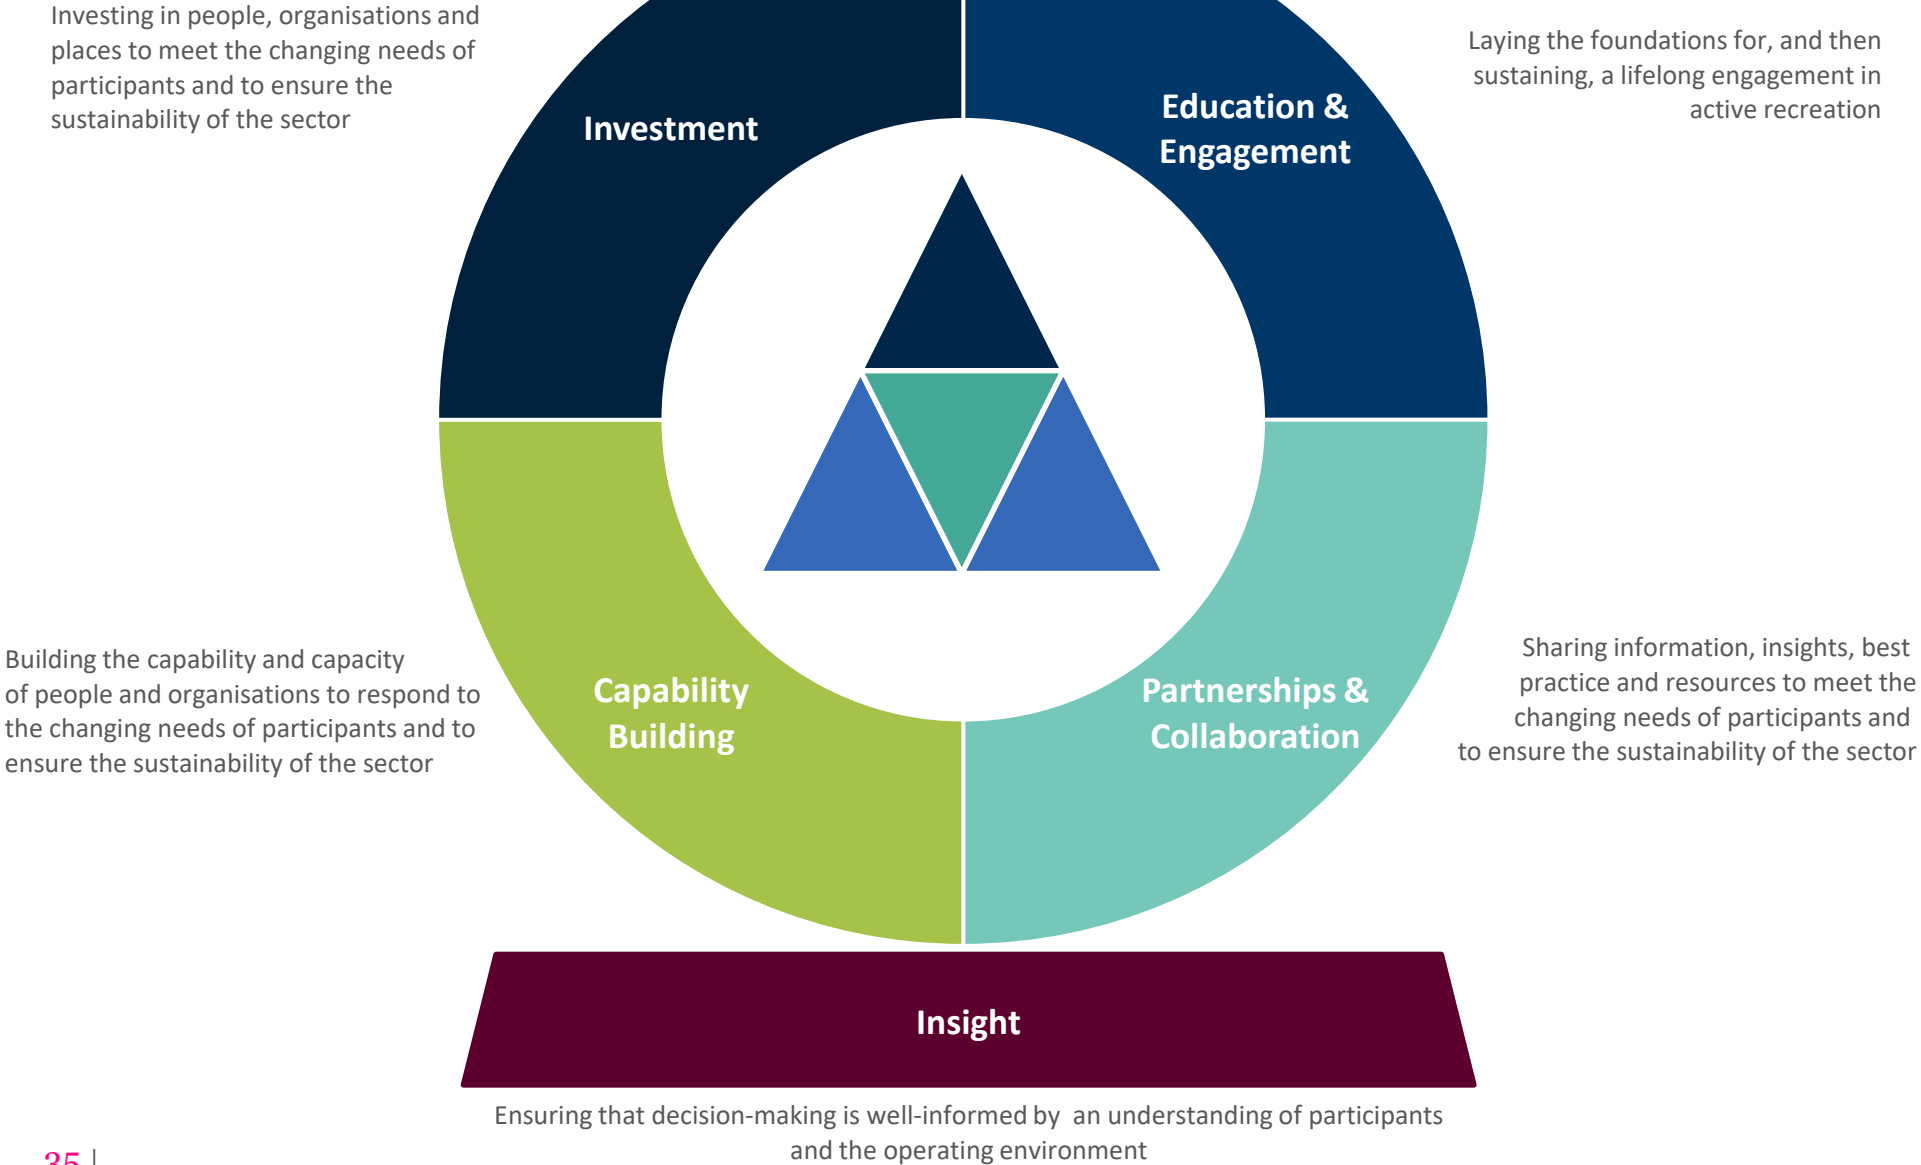 Investing in people, organisations and
places to meet the changing needs of
participants and to ensure the
sustainability of the sector
Laying the foundations for, and then
sustaining, a lifelong engagement in
active recreation
Investment
Education &
Engagement
Building the capability and capacity
of people and organisations to respond to
the changing needs of participants and to
ensure the sustainability of the sector
Capability
Building
Partnerships &
Collaboration
Sharing information, insights, best
practice and resources to meet the
changing needs of participants and
to ensure the sustainability of the sector
Insight
Ensuring that decision-making is well-informed by  an understanding of participants
and the operating environment
35 |